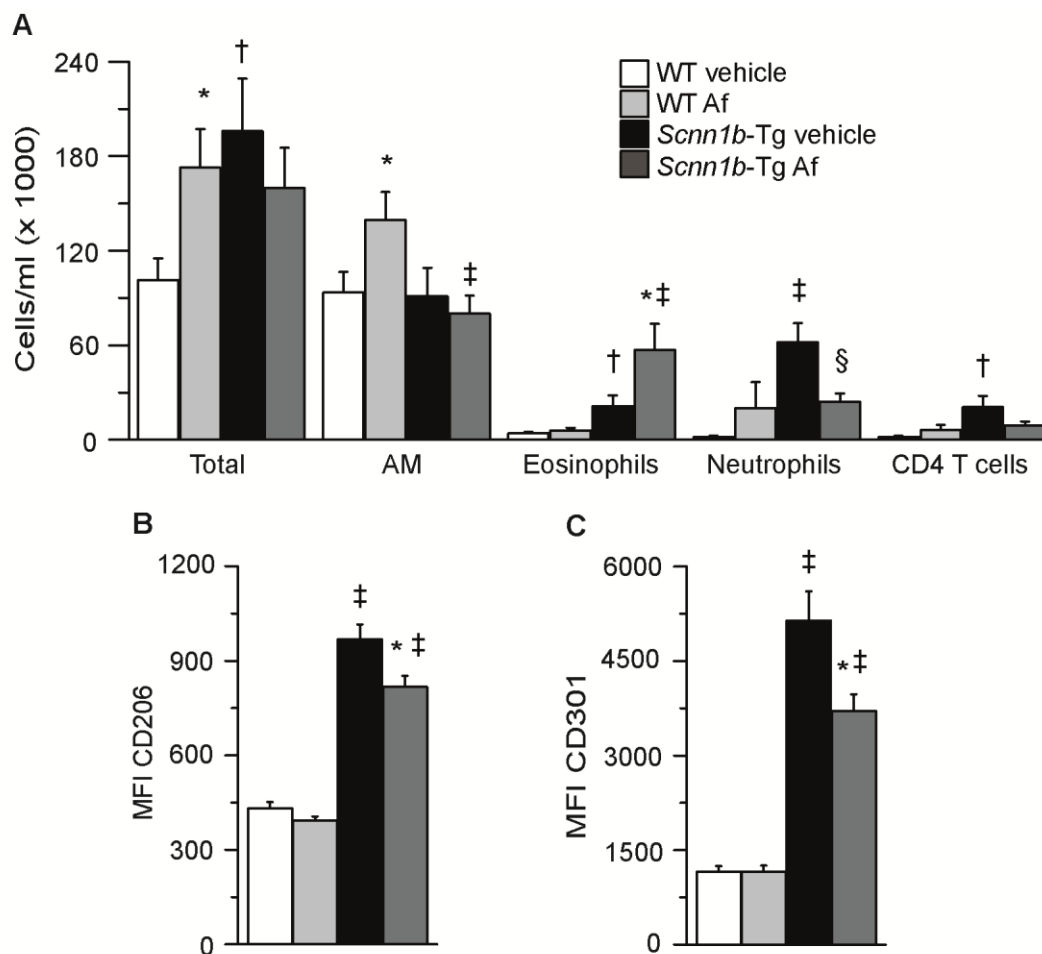 A
Cells/ml (x 1000)
240
180
120
60
0
*
†
*
‡
†
*‡
‡
§
†
WT vehicle
WT Af
Scnn1b-Tg vehicle
Scnn1b-Tg Af
Total
AM
Eosinophils
Neutrophils
CD4 T cells
B
MFI CD206
1200
900
600
300
0
‡
* ‡
C
MFI CD301
6000
4500
3000
1500
0
‡
*‡